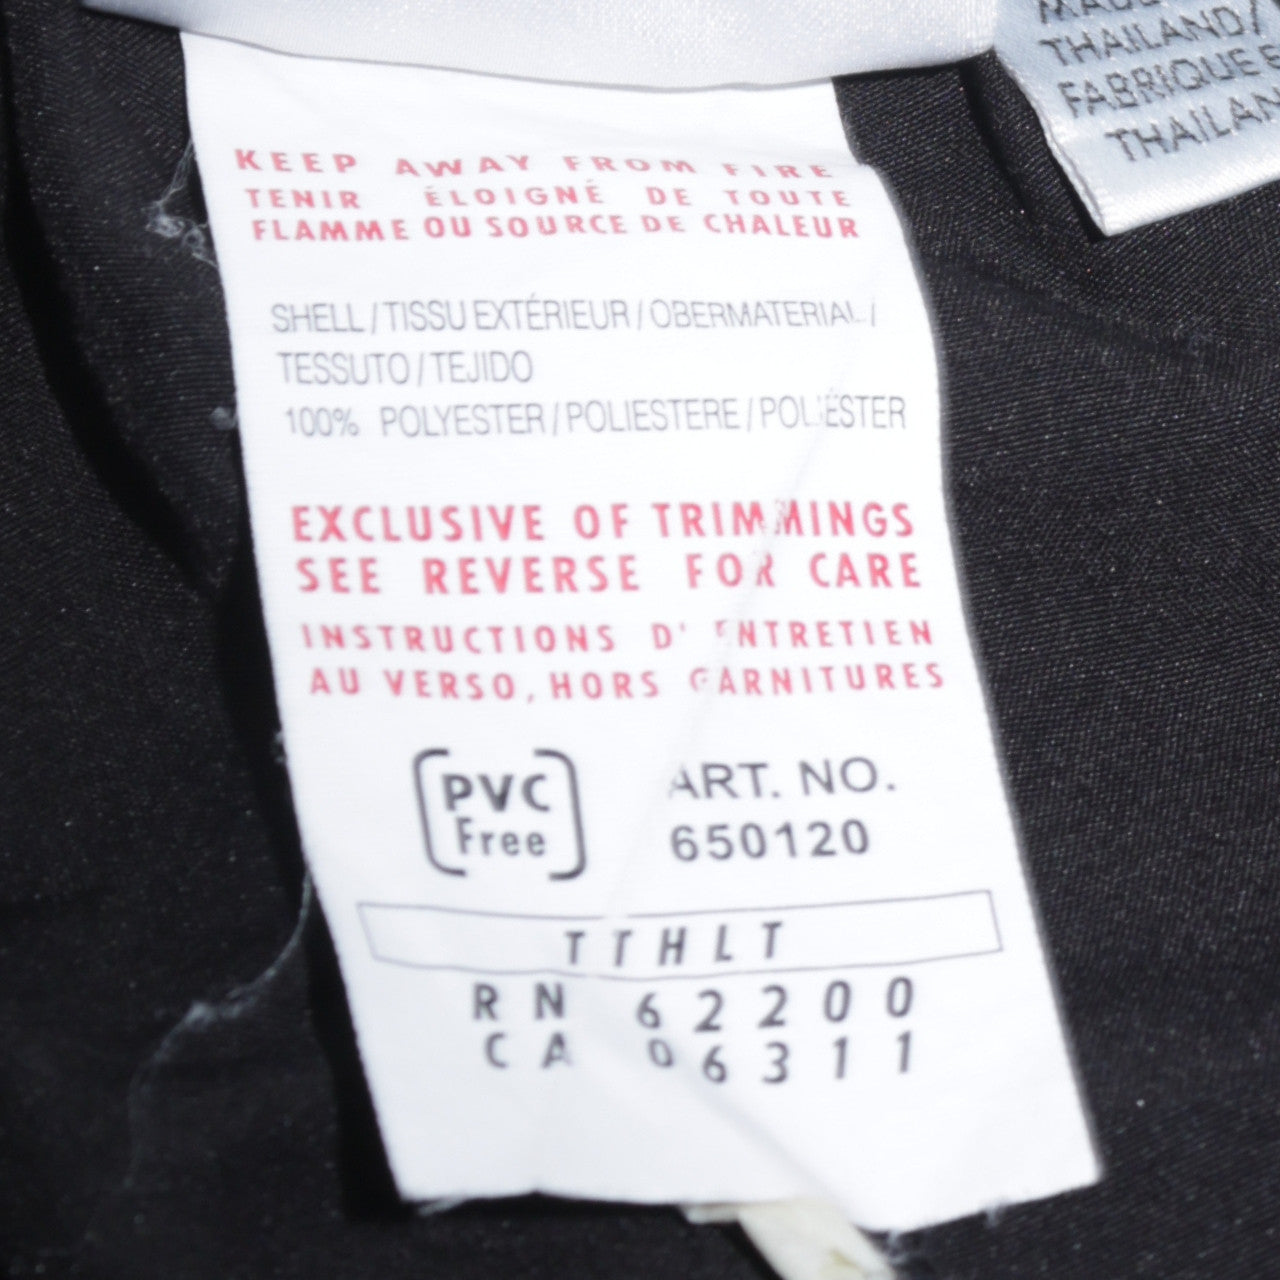 KEEP AWAY FROM FIRE
TENIR ÉLOIGNÉ DE TOUTE
FLAMME OU SOURCE DE CHALEUR
SHELL / TISSU EXTÉRIEUR / OBERMATERIAL /
TESSUTO / TEJIDO
100% POLYESTER / POLIESTERE / POLIÉSTER
EXCLUSIVE OF TRIMMINGS
SEE REVERSE FOR CARE
INSTRUCTIONS D' ENTRETIEN
AU VERSO, HORS GARNITURES
PVC
Free
ART. NO.
650120
TTHLT
RN 62200
CA 06311
MADE
THAILAND/
FABRIQUE
THAILAN